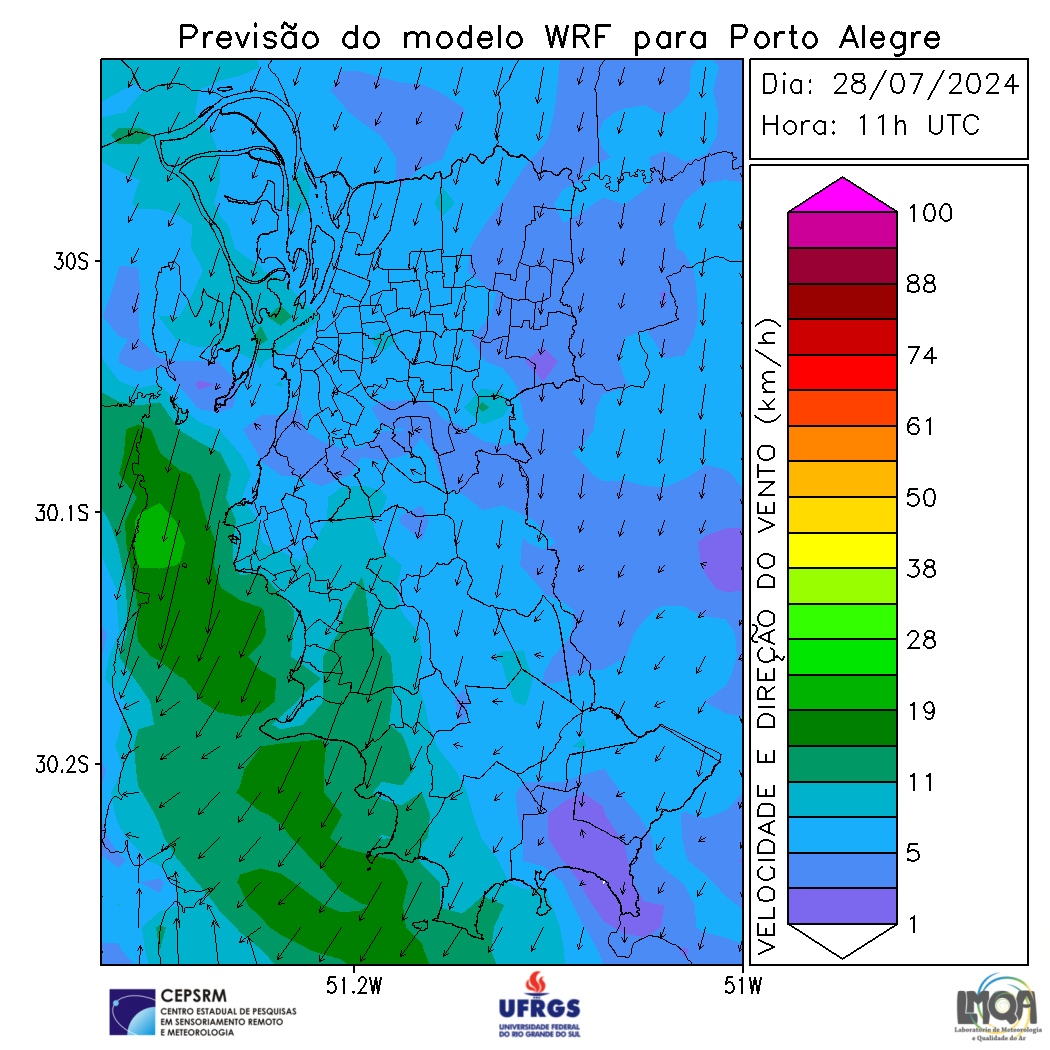 Previsão do modelo WRF para Porto Alegre
Dia: 28/07/2024
Hora: 11h UTC
30S
30.1S
30.2S
51.2W
51W
VELOCIDADE E DIREÇÃO DO VENTO (km/h)
100
88
74
61
50
38
28
19
11
5
1
CEPSRM
CENTRO ESTADUAL DE PESQUISAS
EM SENSORIAMENTO REMOTO
E METEOROLOGIA
UFRGS
UNIVERSIDADE FEDERAL
DO RIO GRANDE DO SUL
LMQA
Laboratório de Meteorologia
e Qualidade do Ar